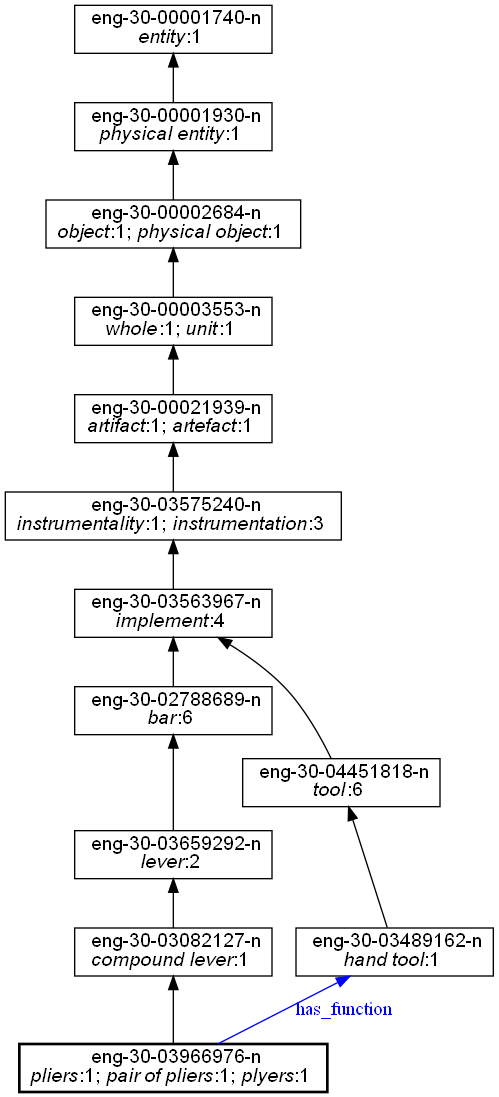 eng-30-00001740-n
entity:1
eng-30-00001930-n
physical entity:1
eng-30-00002684-n
object:1; physical object:1
eng-30-00003553-n
whole:1; unit:1
eng-30-00021939-n
artifact:1; artefact:1
eng-30-03575240-n
instrumentality:1; instrumentation:3
eng-30-03563967-n
implement:4
eng-30-02788689-n
bar:6
eng-30-04451818-n
tool:6
eng-30-03659292-n
lever:2
eng-30-03082127-n
compound lever:1
eng-30-03489162-n
hand tool:1
has_function
eng-30-03966976-n
pliers:1; pair of pliers:1; plyers:1